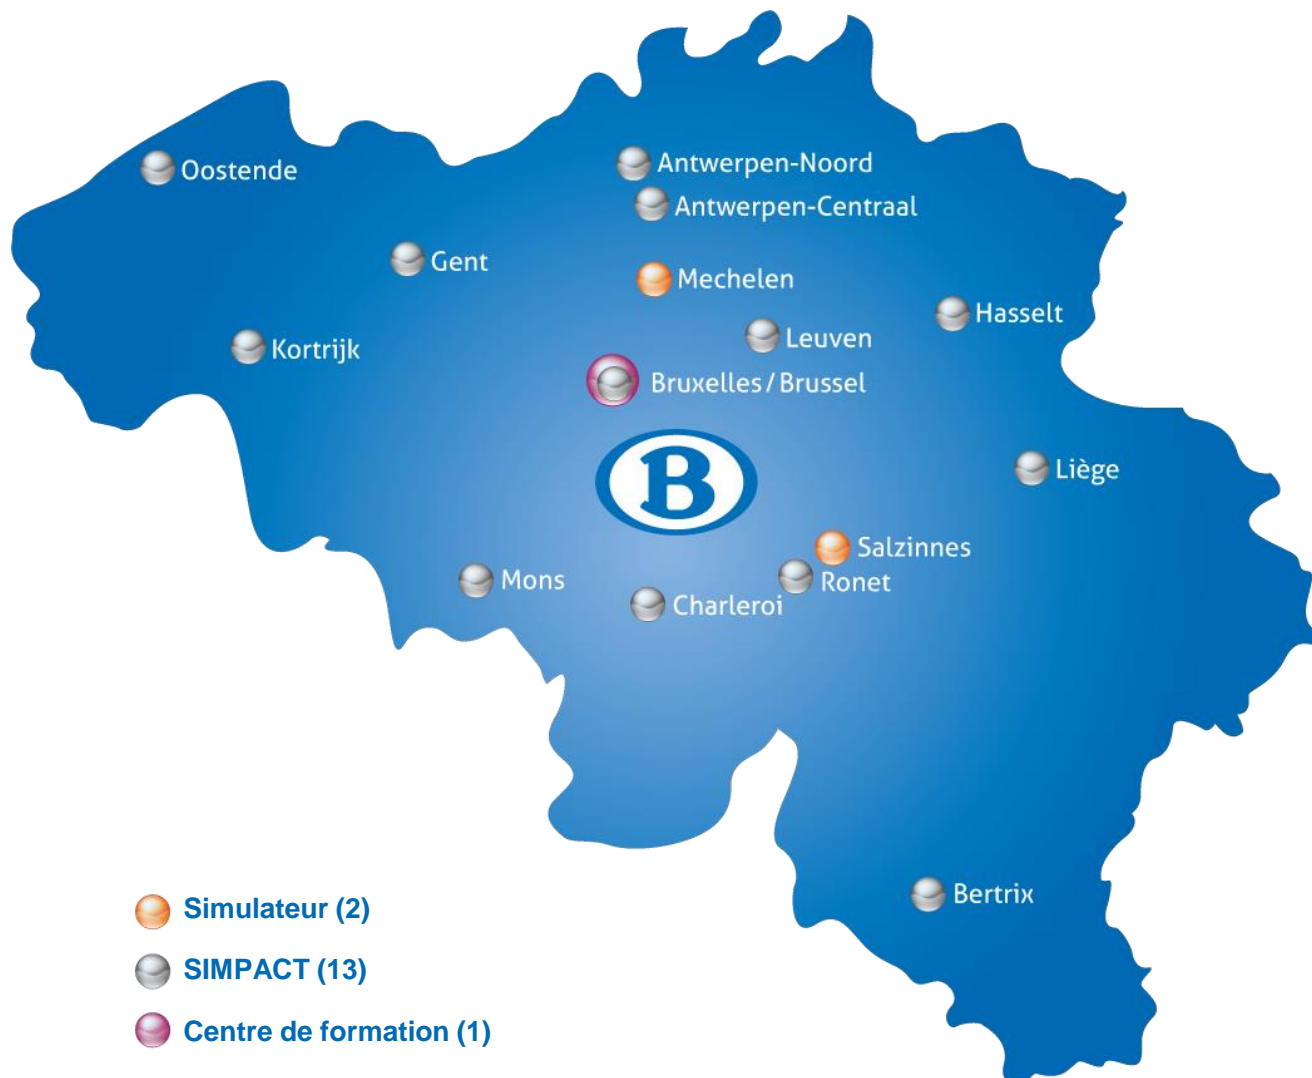 Oostende
Antwerpen-Noord
Antwerpen-Centraal
Gent
Mechelen
Hasselt
Leuven
Kortrijk
Bruxelles / Brussel
B
Liège
Salzinnes
Mons
Ronet
Charleroi
Bertrix
Simulateur (2)
SIMPACT (13)
Centre de formation (1)